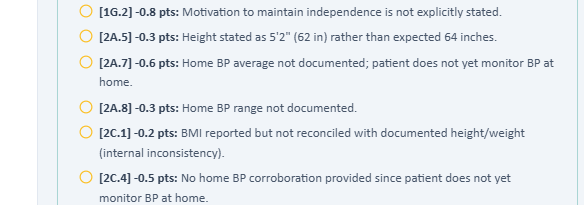 [1G.2] -0.8 pts: Motivation to maintain independence is not explicitly stated.
[2A.5] -0.3 pts: Height stated as 5'2" (62 in) rather than expected 64 inches.
[2A.7] -0.6 pts: Home BP average not documented; patient does not yet monitor BP at
home.
[2A.8] -0.3 pts: Home BP range not documented.
[2C.1] -0.2 pts: BMI reported but not reconciled with documented height/weight
(internal inconsistency).
[2C.4] -0.5 pts: No home BP corroboration provided since patient does not yet
monitor BP at home.